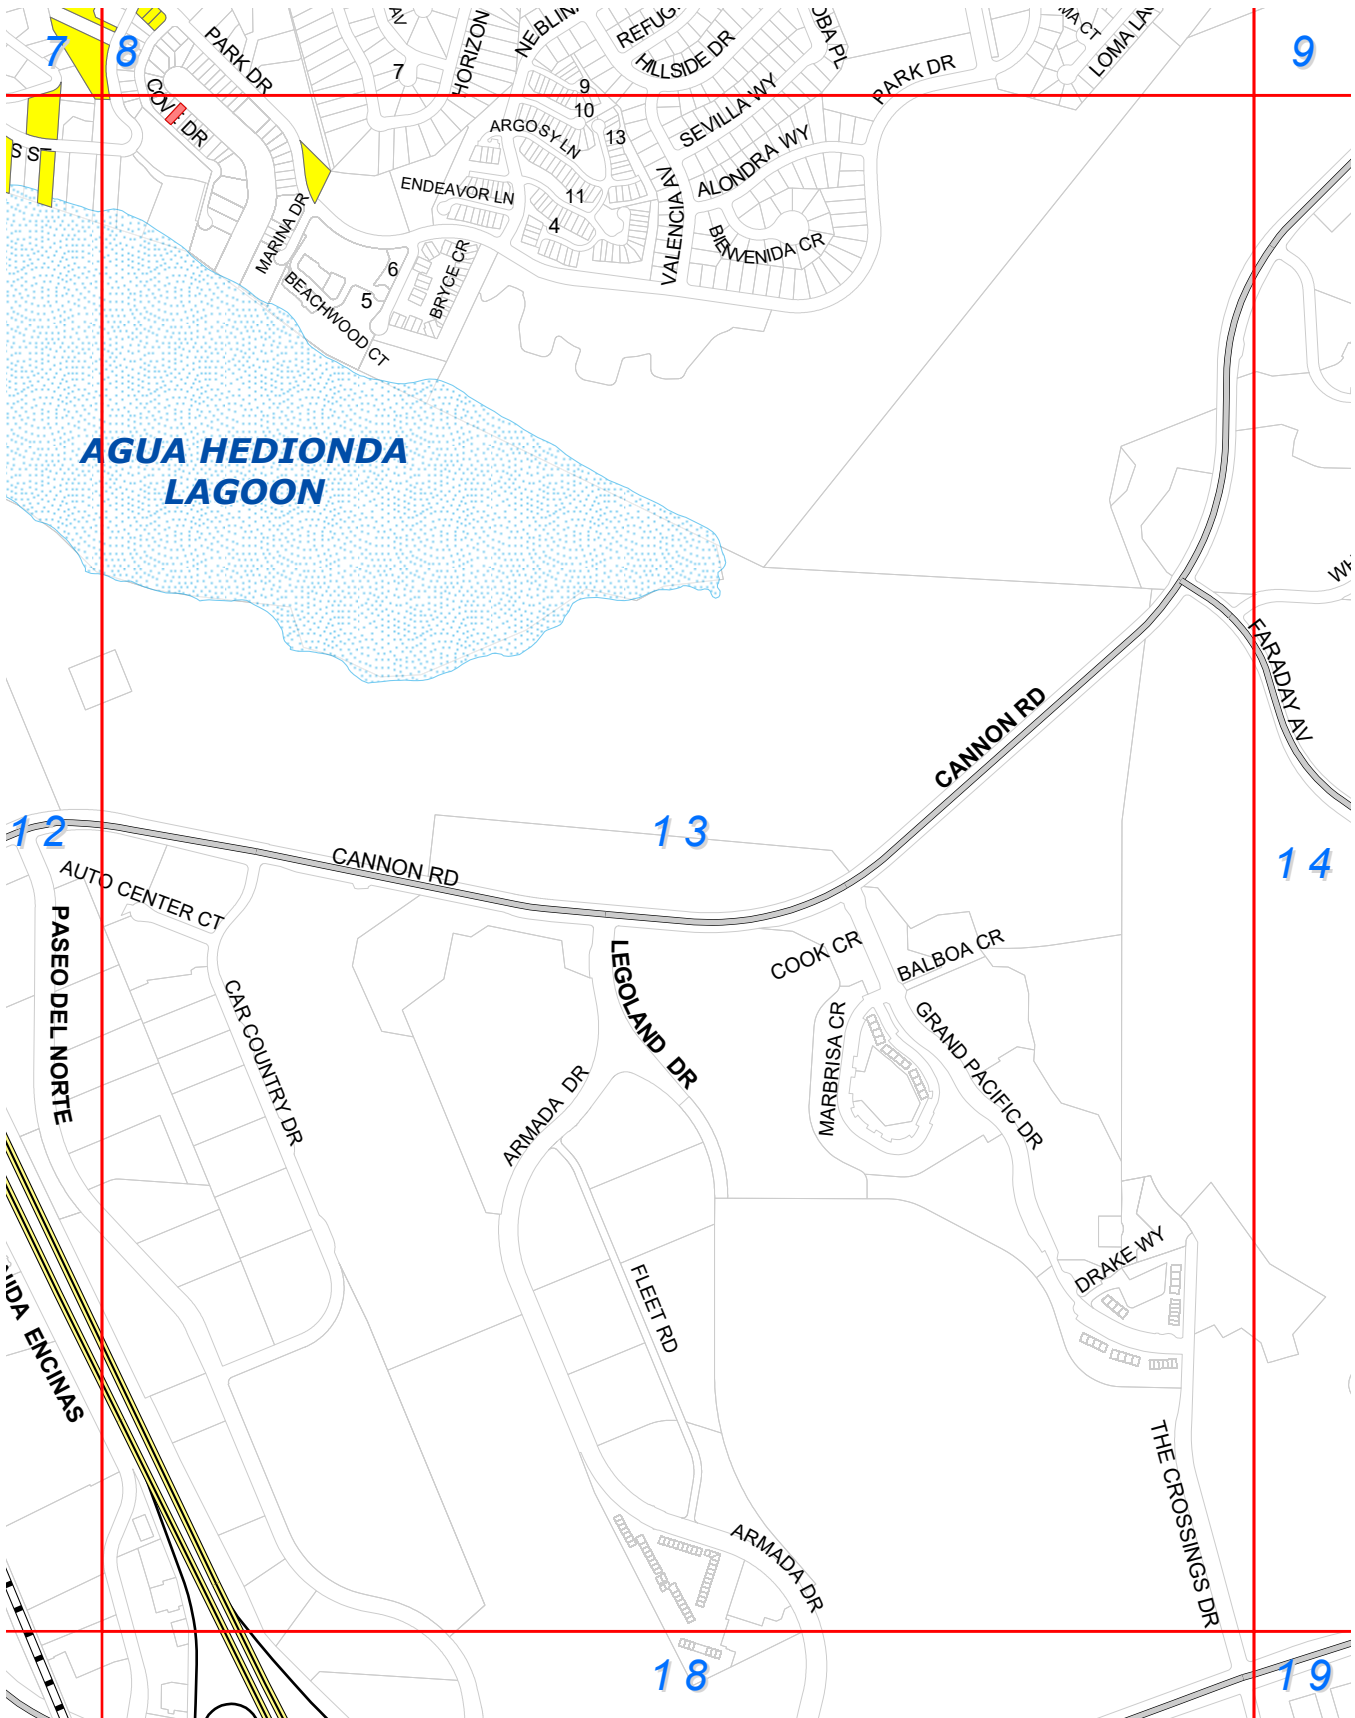 7
8
9
PARK DR
AV
7
HORIZON
HILLSIDE DR
PARK DR
COVE DR
9
10
13
ARGOSY LN
SEVILLA WY
ALONDRA WY
ENDEAVOR LN
11
4
VALENCIA AV
BIENVENIDA CR
MARINA DR
6
5
BRYCE CR
BEACHWOOD CT
AGUA HEDIONDA
LAGOON
FARADAY AV
CANNON RD
12
13
14
CANNON RD
AUTO CENTER CT
PASEO DEL NORTE
CAR COUNTRY DR
LEGOLAND DR
ARMADA DR
COOK CR
BALBOA CR
MARBRISA CR
GRAND PACIFIC DR
FLEET RD
DRAKE WY
ENCINAS
THE CROSSINGS DR
ARMADA DR
18
19